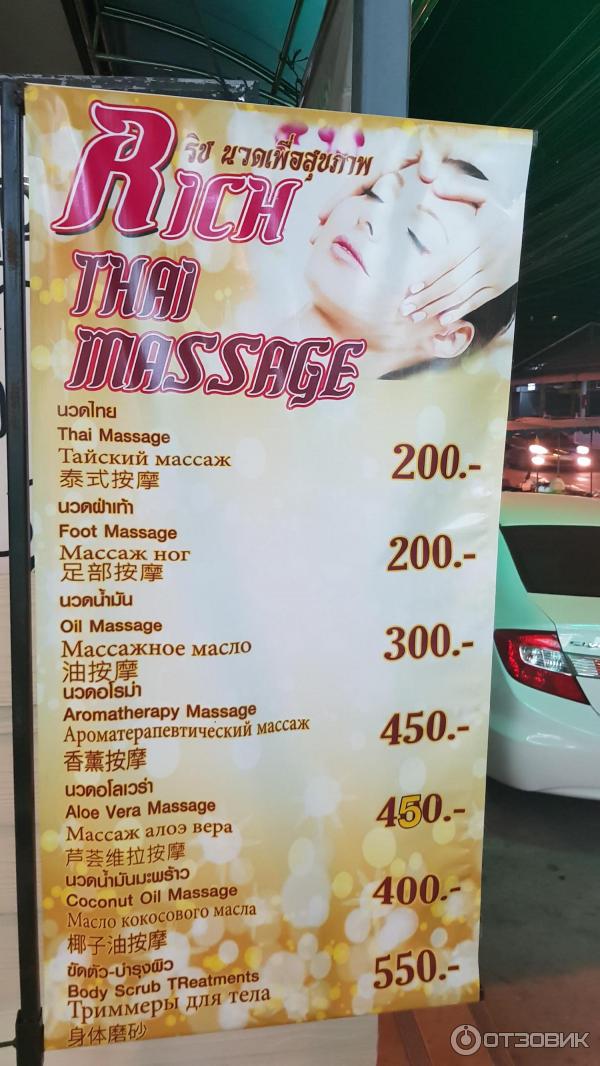 ริช นวดเพื่อสุขภาพ
RICH
THAI
MASSAGE
นวดไทย
Thai Massage
Тайский массаж
泰式按摩
200.-
นวดฝ่าเท้า
Foot Massage
Массаж ног
足部按摩
200.-
นวดน้ำมัน
Oil Massage
Массажное масло
油按摩
300.-
นวดอโรม่า
Aromatherapy Massage
Ароматерапевтический массаж
香薰按摩
450.-
นวดอโลเวร่า
Aloe Vera Massage
Массаж алоэ вера
芦荟维拉按摩
450.-
นวดน้ำมันมะพร้าว
Coconut Oil Massage
Масло кокосового масла
椰子油按摩
400.-
ขัดตัว-บำรุงผิว
Body Scrub TReatments
Триммеры для тела
身体磨砂
550.-
ОТЗОВИК